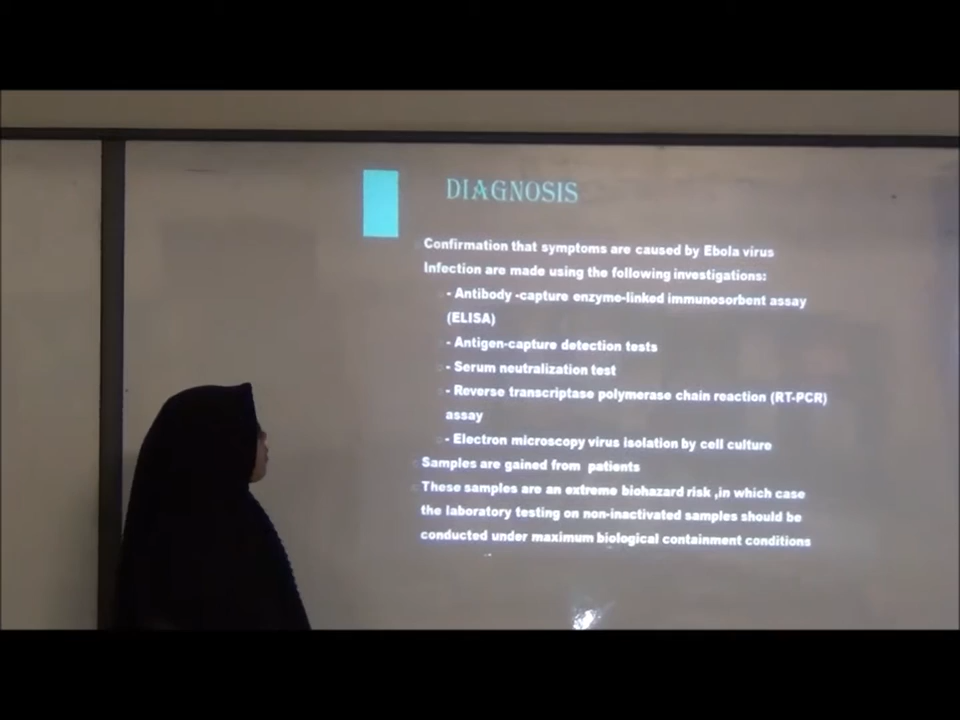 DIAGNOSIS
Confirmation that symptoms are caused by Ebola virus
Infection are made using the following investigations:
- Antibody -capture enzyme-linked immunosorbent assay
(ELISA)
- Antigen-capture detection tests
- Serum neutralization test
- Reverse transcriptase polymerase chain reaction (RT-PCR)
assay
- Electron microscopy virus isolation by cell culture
Samples are gained from patients
These samples are an extreme biohazard risk ,in which case
the laboratory testing on non-inactivated samples should be
conducted under maximum biological containment conditions